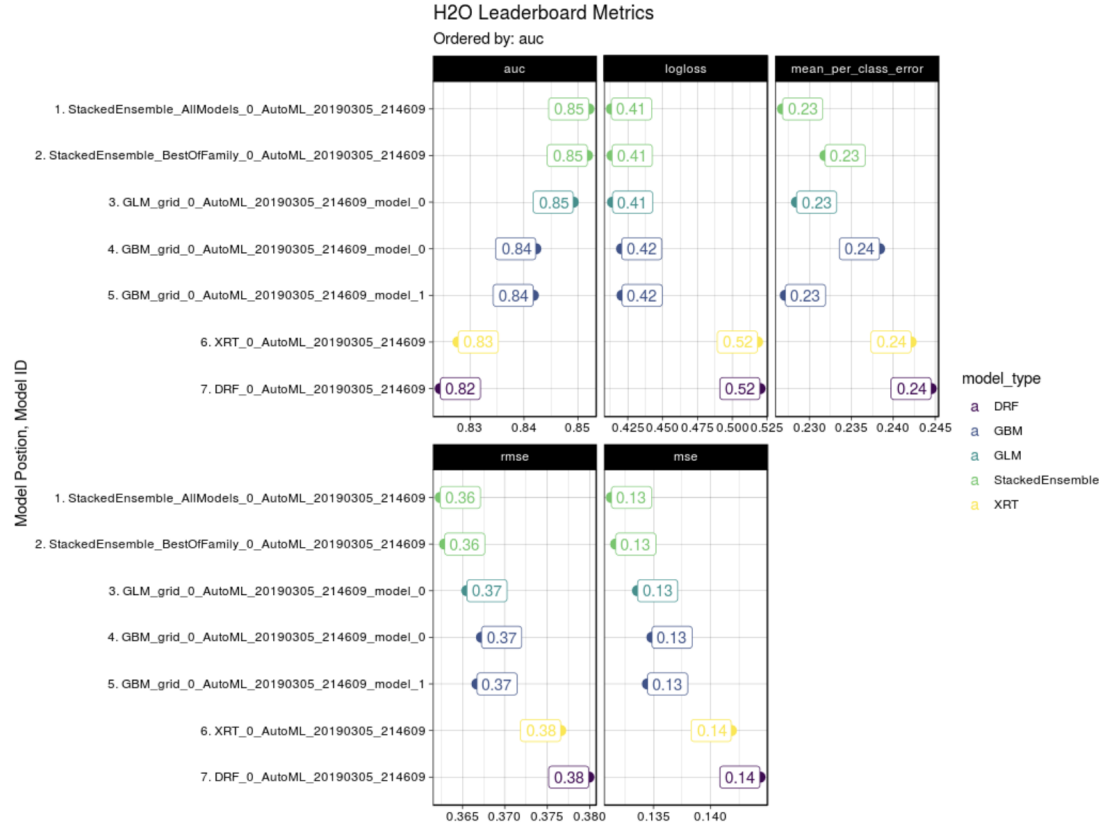 H2O Leaderboard Metrics
Ordered by: auc
auc logloss mean_per_class_error
1. StackedEnsemble_AllModels_0_AutoML_20190305_214609 0.85 0.41 0.23
2. StackedEnsemble_BestOfFamily_0_AutoML_20190305_214609 0.85 0.41 0.23
3. GLM_grid_0_AutoML_20190305_214609_model_0 0.85 0.41 0.23
4. GBM_grid_0_AutoML_20190305_214609_model_0 0.84 0.42 0.24
5. GBM_grid_0_AutoML_20190305_214609_model_1 0.84 0.42 0.23
6. XRT_0_AutoML_20190305_214609 0.83 0.52 0.24
7. DRF_0_AutoML_20190305_214609 0.82 0.52 0.24
0.83 0.84 0.85 0.425 0.450 0.475 0.500 0.525 0.230 0.235 0.240 0.245
Model Postion, Model ID
rmse mse
1. StackedEnsemble_AllModels_0_AutoML_20190305_214609 0.36 0.13
2. StackedEnsemble_BestOfFamily_0_AutoML_20190305_214609 0.36 0.13
3. GLM_grid_0_AutoML_20190305_214609_model_0 0.37 0.13
4. GBM_grid_0_AutoML_20190305_214609_model_0 0.37 0.13
5. GBM_grid_0_AutoML_20190305_214609_model_1 0.37 0.13
6. XRT_0_AutoML_20190305_214609 0.38 0.14
7. DRF_0_AutoML_20190305_214609 0.38 0.14
0.365 0.370 0.375 0.380 0.135 0.140
model_type
a DRF
a GBM
a GLM
a StackedEnsemble
a XRT